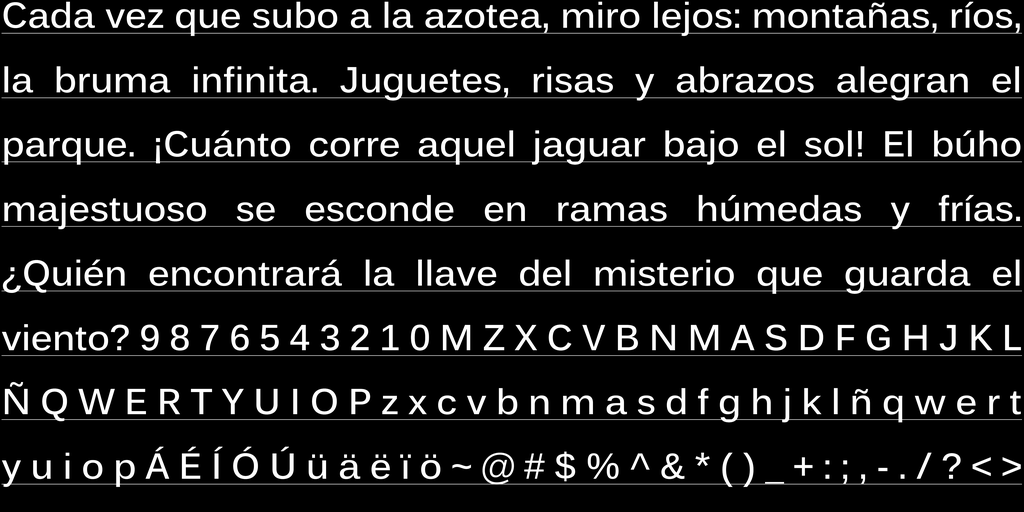 Cada vez que subo a la azotea, miro lejos: montañas, ríos,
la bruma infinita. Juguetes, risas y abrazos alegran el
parque. ¡Cuánto corre aquel jaguar bajo el sol! El búho
majestuoso se esconde en ramas húmedas y frías.
¿Quién encontrará la llave del misterio que guarda el
viento? 9 8 7 6 5 4 3 2 1 0 M Z X C V B N M A S D F G H J K L
Ñ Q W E R T Y U I O P z x c v b n m a s d f g h j k l ñ q w e r t
y u i o p Á É Í Ó Ú ü ä ë ï ö ~ @ # $ % ^ & * ( ) _ + : ; , - . / ? < >